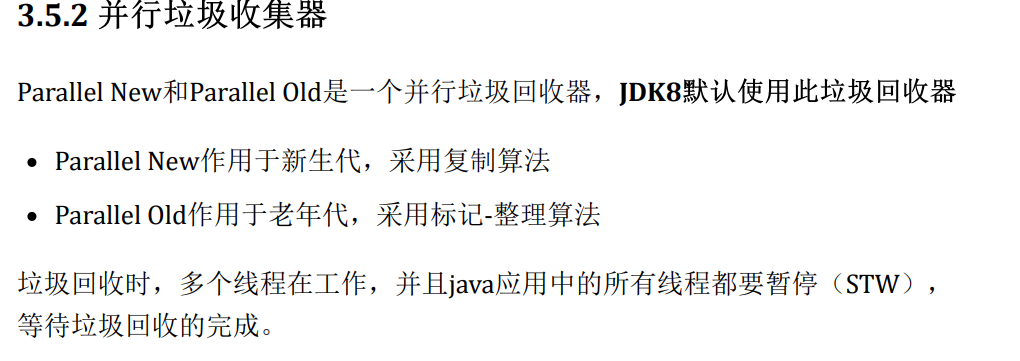 3.5.2 并行垃圾收集器
Parallel New和Parallel Old是一个并行垃圾回收器，JDK8默认使用此垃圾回收器
• Parallel New作用于新生代，采用复制算法
• Parallel Old作用于老年代，采用标记-整理算法
垃圾回收时，多个线程在工作，并且java应用中的所有线程都要暂停（STW），
等待垃圾回收的完成。